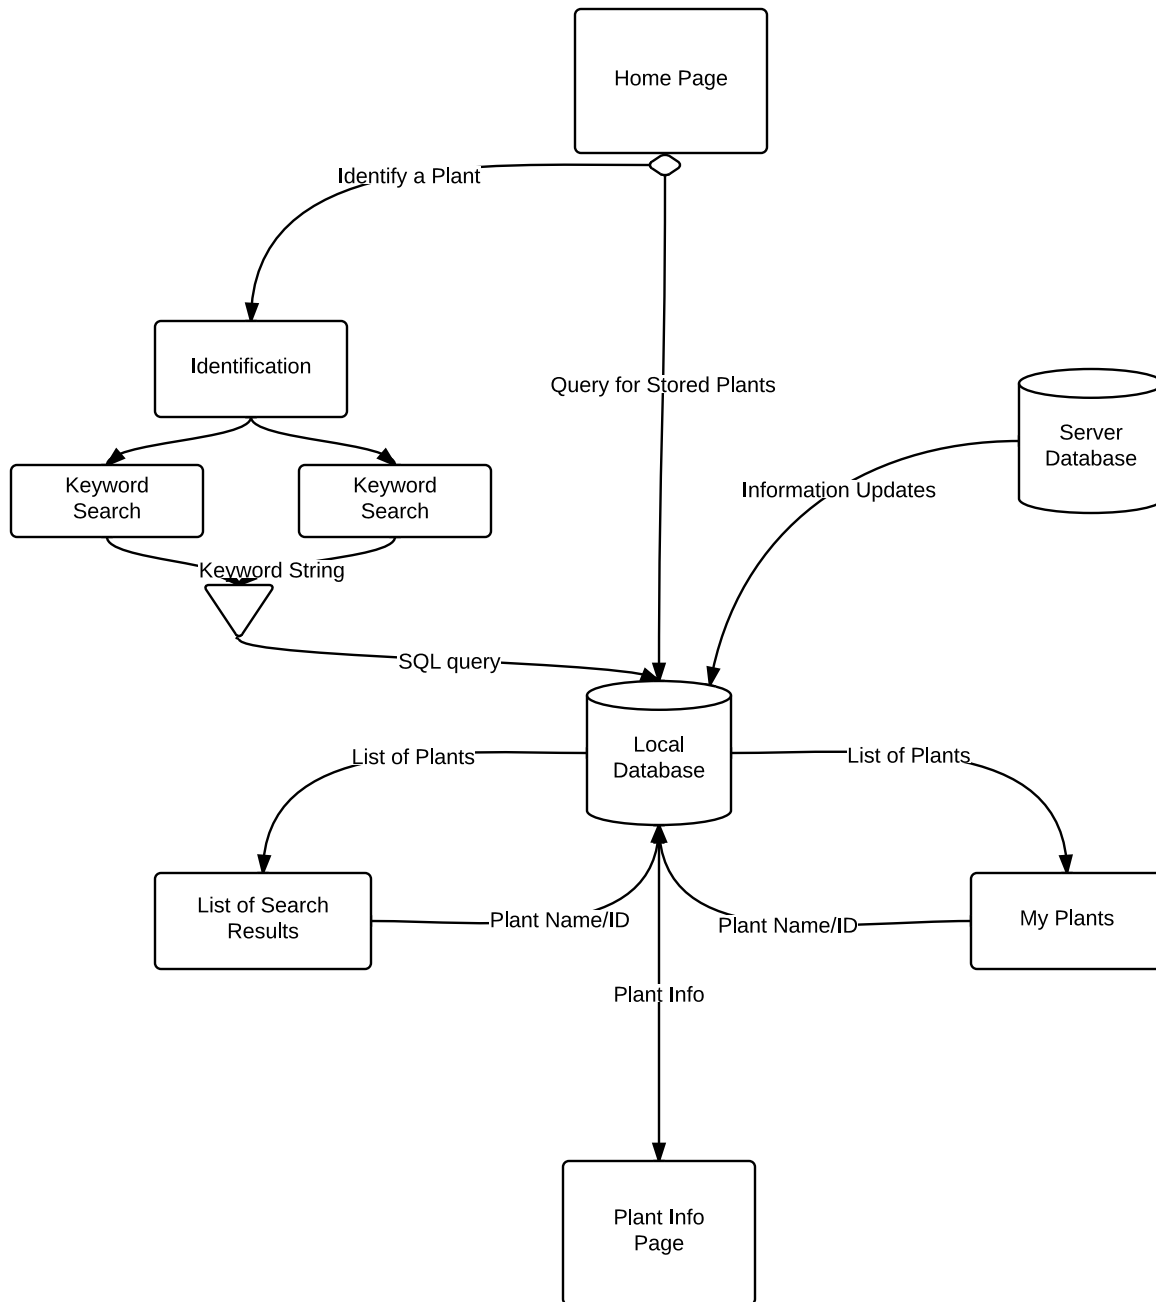 Home Page
Identify a Plant
Identification
Query for Stored Plants
Server
Database
Keyword
Search
Keyword
Search
Information Updates
Keyword String
SQL query
Local
Database
List of Plants
List of Plants
List of Search
Results
Plant Name/ID
Plant Name/ID
My Plants
Plant Info
Plant Info
Page